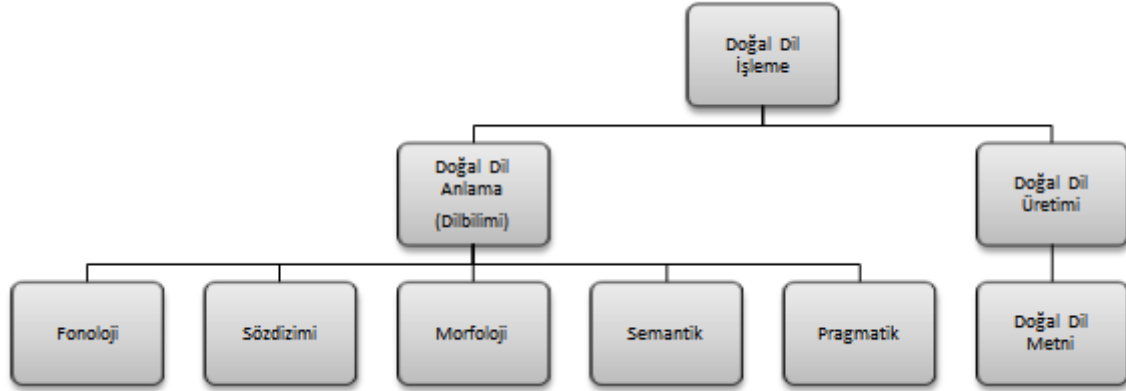 Doğal Dil
İşleme
Doğal Dil
Anlama
(Dilbilimi)
Doğal Dil
Üretimi
Fonoloji
Sözdizimi
Morfoloji
Semantik
Pragmatik
Doğal Dil
Metni